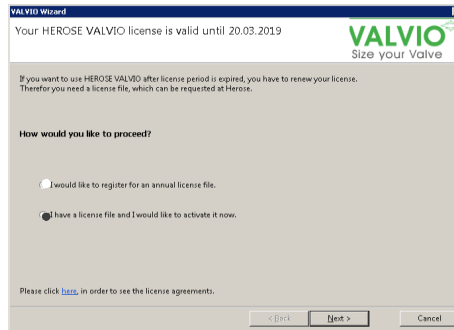 VALVIO Wizard
Your HEROSE VALVIO license is valid until 20.03.2019
VALVIO
Size your Valve
If you want to use HEROSE VALVIO after license period is expired, you have to renew your license.
Therefor you need a license file, which can be requested at Herose.
How would you like to proceed?
I would like to register for an annual license file.
I have a license file and I would like to activate it now.
Please click here, in order to see the license agreements.
< Back
Next >
Cancel